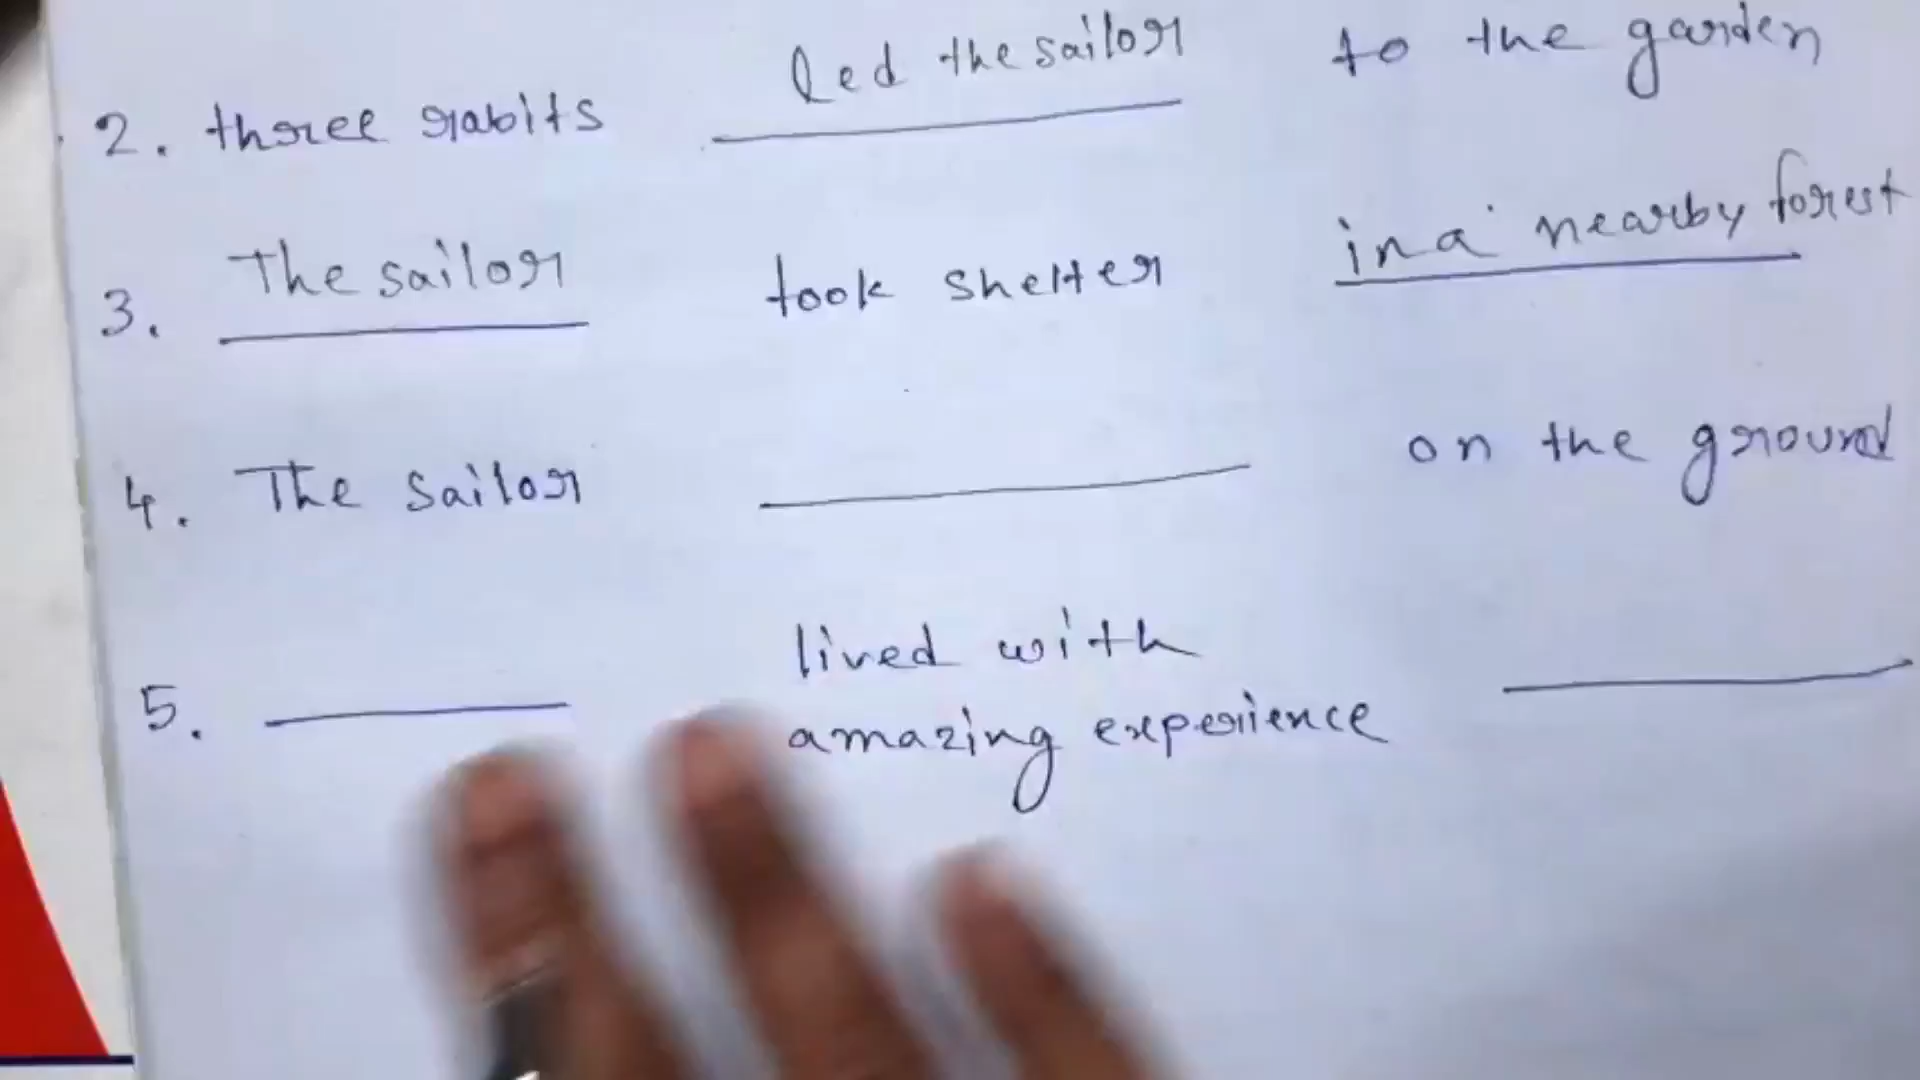 2. three rabits led the sailor to the garden
3. The sailor took shelter in a nearby forest
4. The sailor on the ground
5. lived with
amazing experience